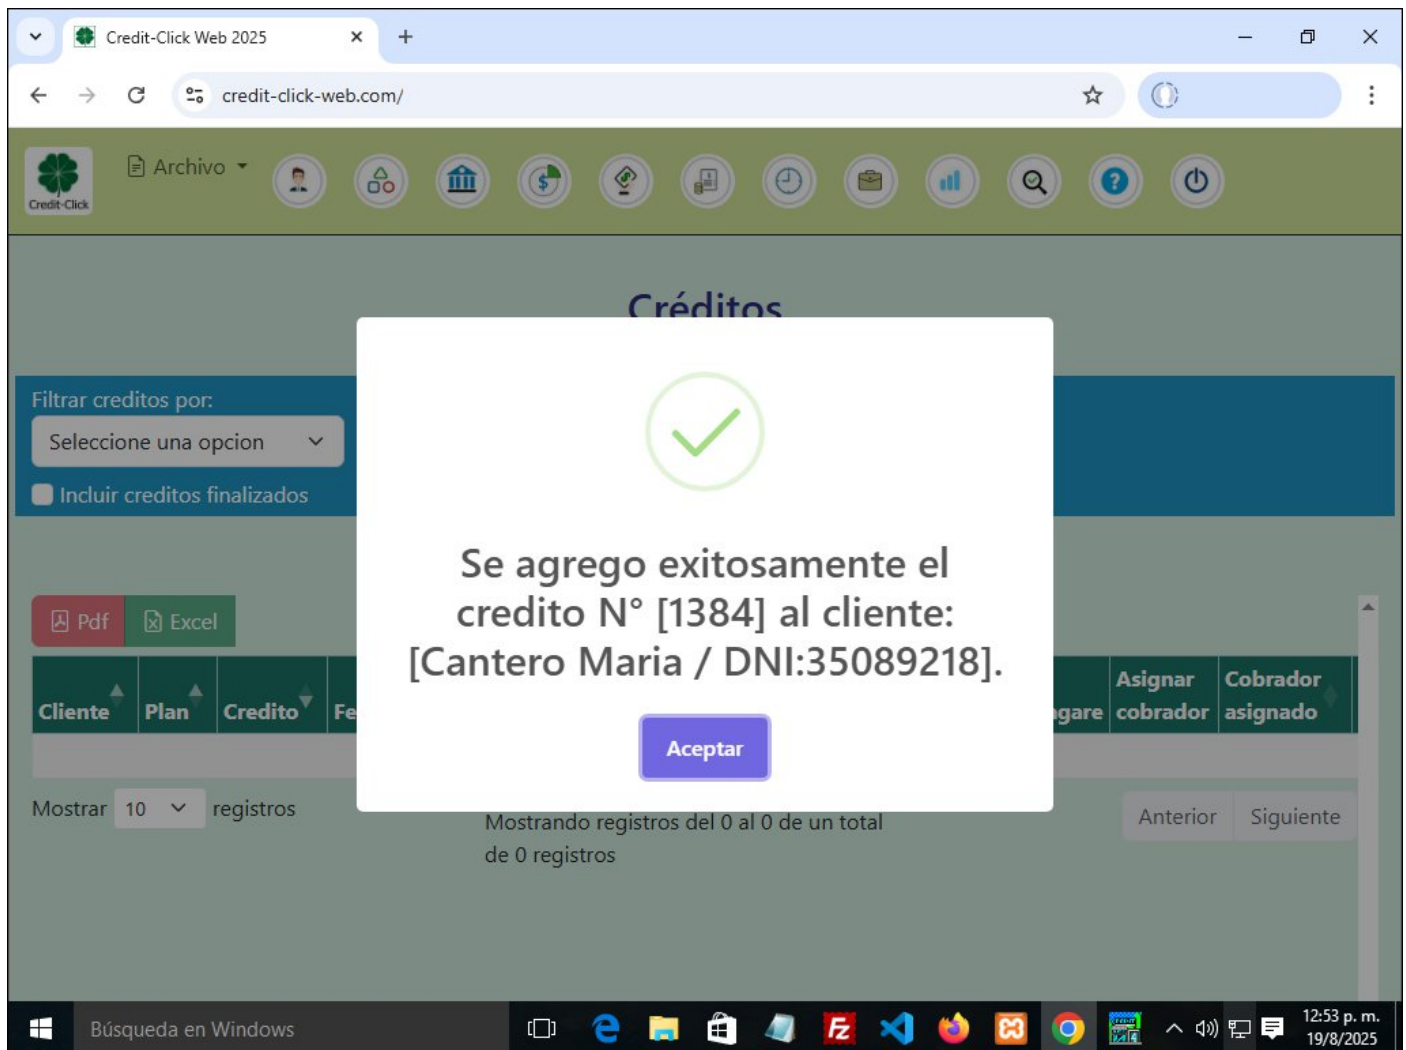 Credit-Click Web 2025
credit-click-web.com/
Credit-Click
Archivo
Créditos
Filtrar creditos por:
Seleccione una opcion
Incluir creditos finalizados
Se agrego exitosamente el
credito N° [1384] al cliente:
[Cantero Maria / DNI:35089218].
Aceptar
Pdf Excel
Cliente Plan Credito Fe gare Asignar cobrador Cobrador asignado
Mostrar 10 registros
Mostrando registros del 0 al 0 de un total
de 0 registros
Anterior Siguiente
Búsqueda en Windows
12:53 p. m.
19/8/2025